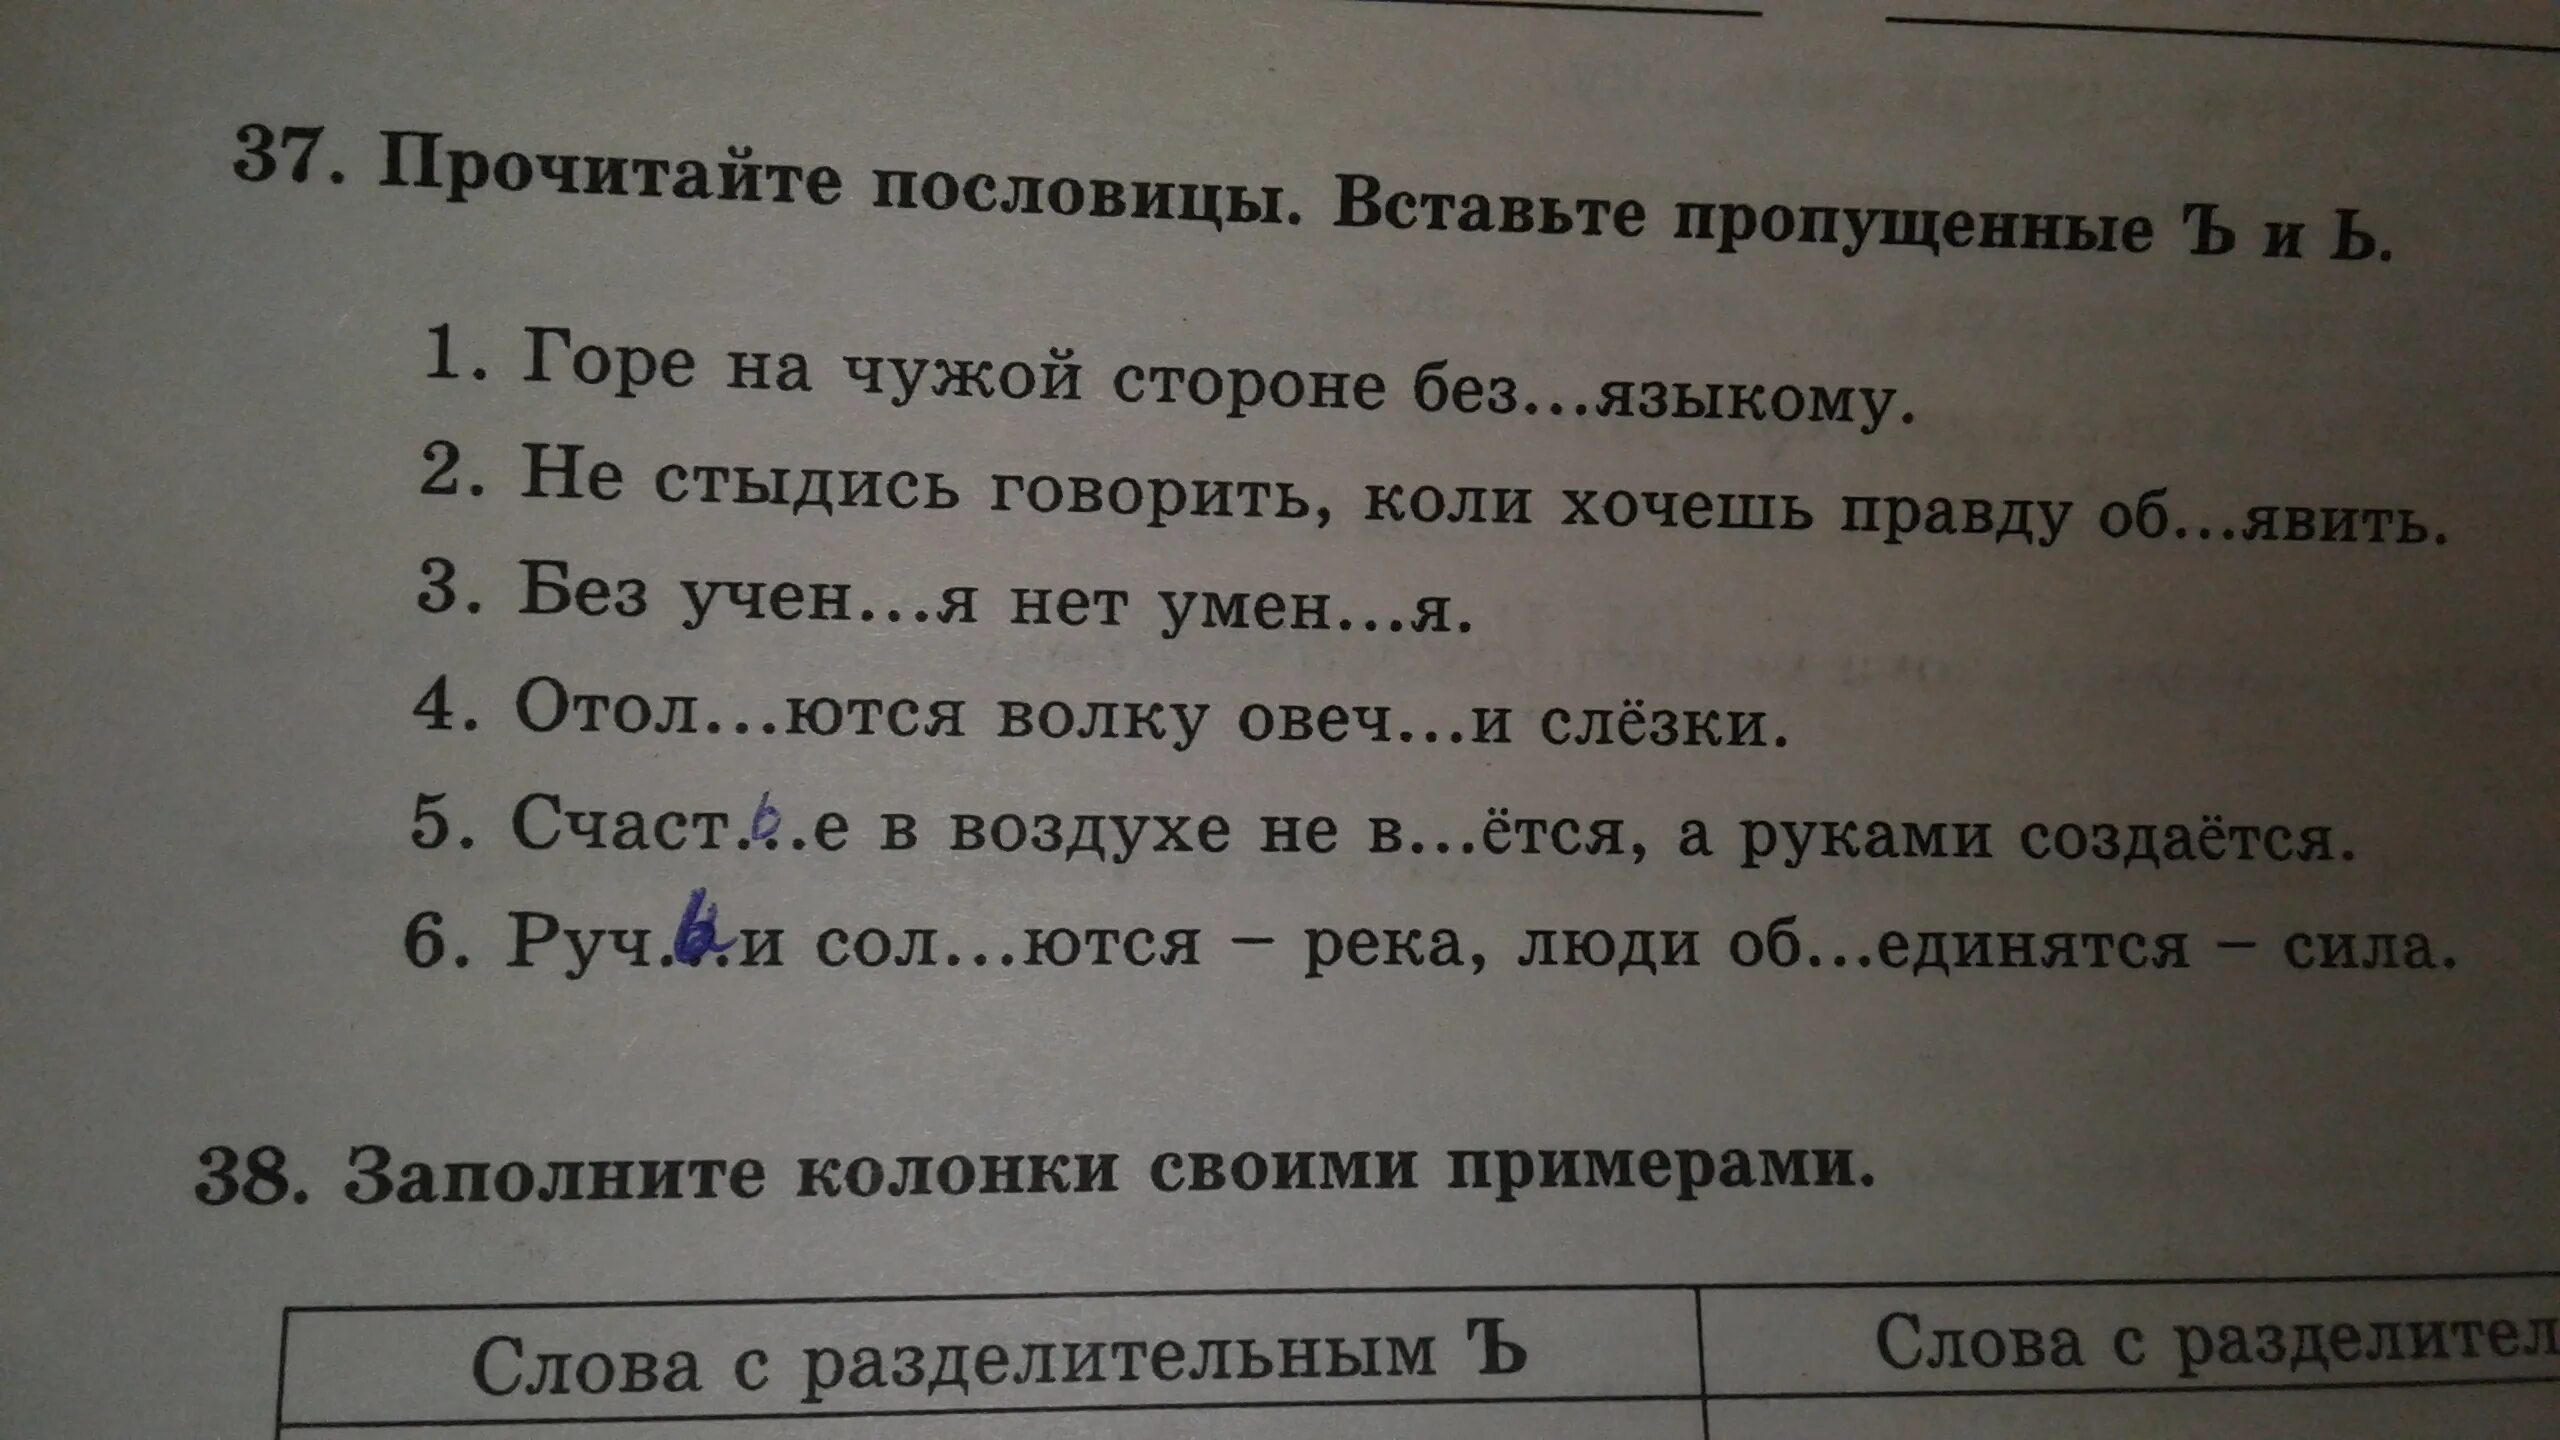 37. Прочитайте пословицы. Вставьте пропущенные Ъ и Ь.
1. Горе на чужой стороне без...языкому.
2. Не стыдись говорить, коли хочешь правду об...явить.
3. Без учен...я нет умен...я.
4. Отол...ются волку овеч...и слёзки.
5. Счаст.ь.е в воздухе не в...ётся, а руками создаётся.
6. Руч.ь.и сол...ются – река, люди об...единятся – сила.
38. Заполните колонки своими примерами.
Слова с разделительным Ъ Слова с разделител